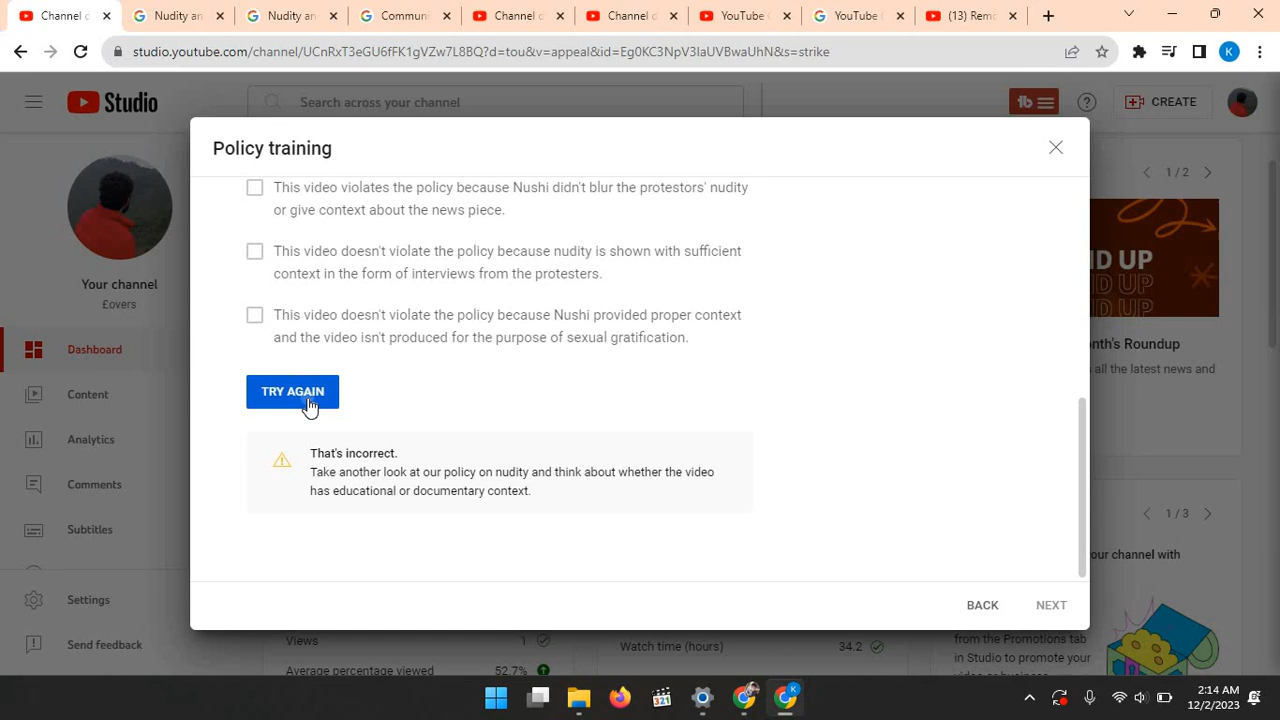 Channel d
Nudity an
Nudity an
Communi
Channel c
Channel d
YouTube (
YouTube (
(13) Remo
studio.youtube.com/channel/UCnRxT3eGU6fFK1gVZw7L8BQ?d=tou&v=appeal&id=Eg0KC3NpV3laUVBwaUhN&s=strike
K
Studio
Search across your channel
CREATE
Policy training
Your channel
£overs
Dashboard
Content
Analytics
Comments
Subtitles
Settings
Send feedback
This video violates the policy because Nushi didn't blur the protestors' nudity
or give context about the news piece.
This video doesn't violate the policy because nudity is shown with sufficient
context in the form of interviews from the protesters.
This video doesn't violate the policy because Nushi provided proper context
and the video isn't produced for the purpose of sexual gratification.
TRY AGAIN
That's incorrect.
Take another look at our policy on nudity and think about whether the video
has educational or documentary context.
BACK
NEXT
1 / 2
ND UP
ND UP
ND UP
onth's Roundup
s all the latest news and
1 / 3
our channel with
from the Promotions tab
in Studio to promote your
Views
1
Average percentage viewed
52.7%
Watch time (hours)
34.2
2:14 AM
12/2/2023